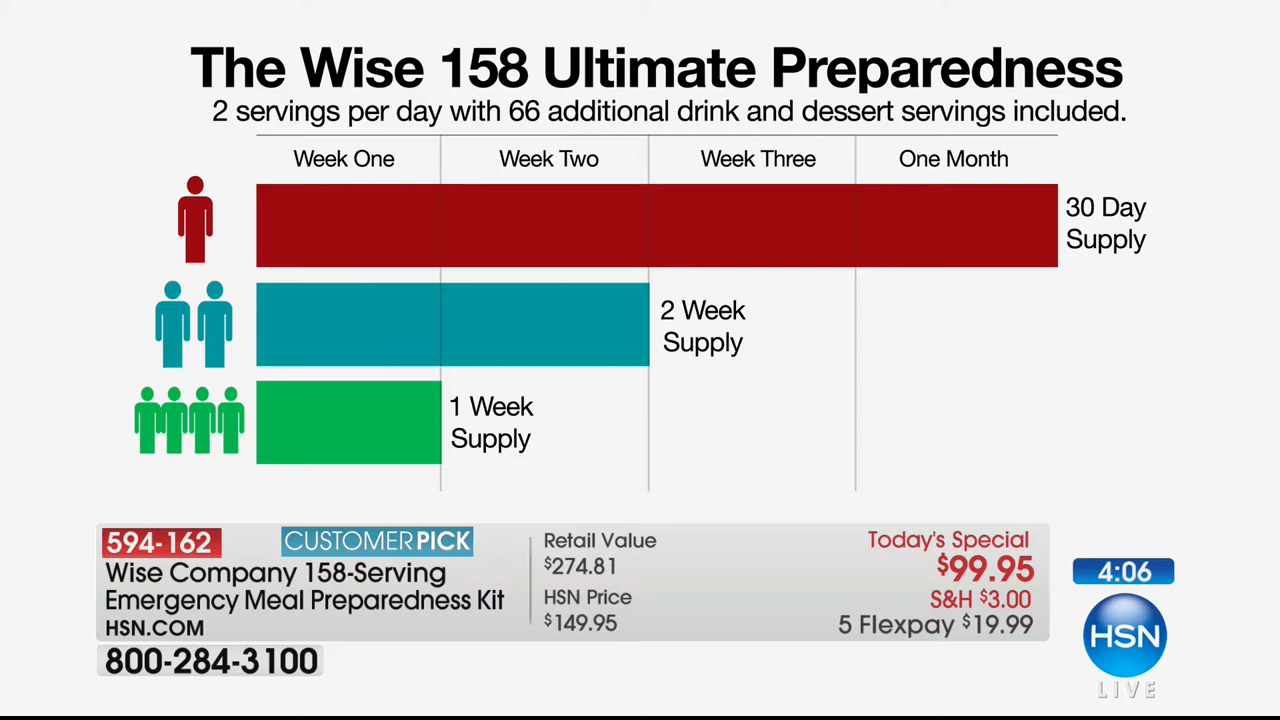 The Wise 158 Ultimate Preparedness
2 servings per day with 66 additional drink and dessert servings included.
Week One
Week Two
Week Three
One Month
30 Day
Supply
2 Week
Supply
1 Week
Supply
594-162
CUSTOMERPICK
Wise Company 158-Serving
Emergency Meal Preparedness Kit
HSN.COM
800-284-3100
Retail Value
$274.81
HSN Price
$149.95
Today's Special
$99.95
S&H $3.00
5 Flexpay $19.99
4:06
HSN
LIVE